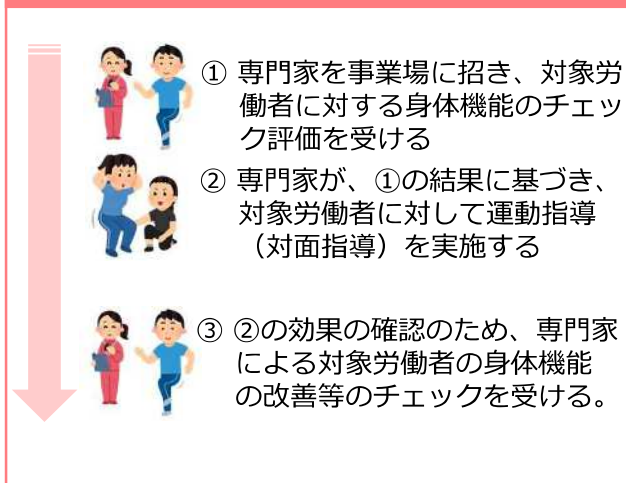 ① 専門家を事業場に招き、対象労
働者に対する身体機能のチェッ
ク評価を受ける
② 専門家が、①の結果に基づき、
対象労働者に対して運動指導
（対面指導）を実施する
③ ②の効果の確認のため、専門家
による対象労働者の身体機能
の改善等のチェックを受ける。